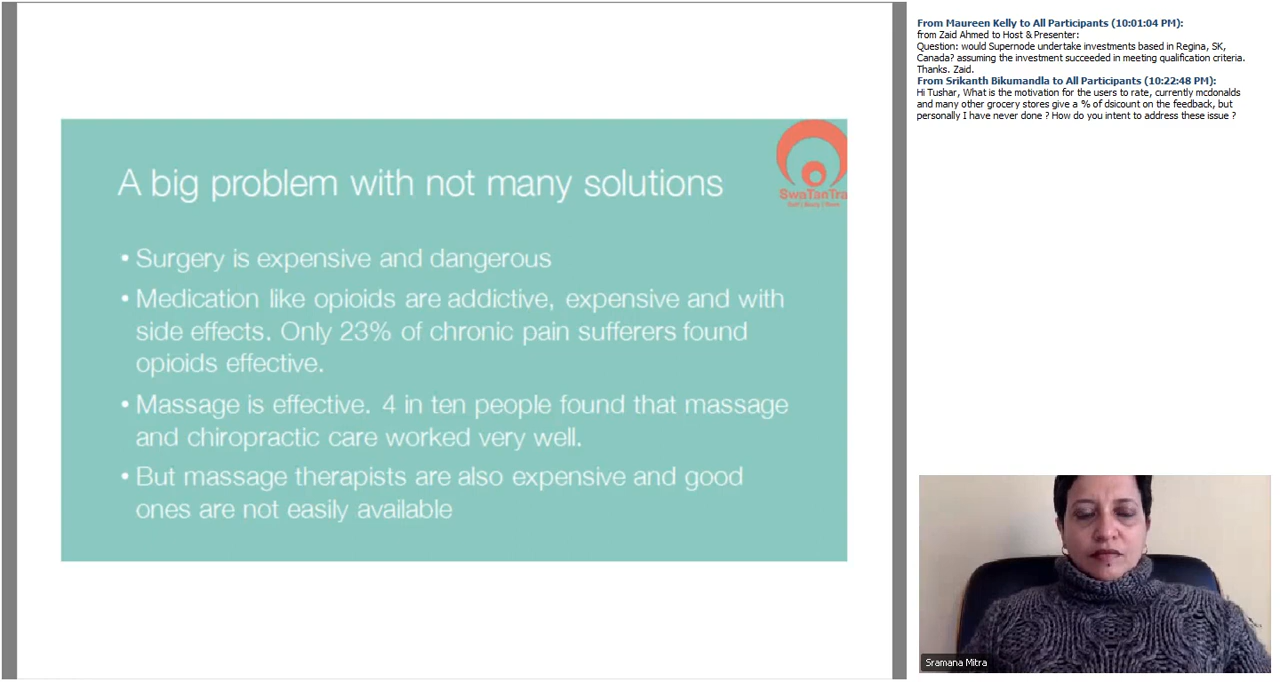 A big problem with not many solutions
SwaTanTra
• Surgery is expensive and dangerous
• Medication like opioids are addictive, expensive and with
side effects. Only 23% of chronic pain sufferers found
opioids effective.
• Massage is effective. 4 in ten people found that massage
and chiropractic care worked very well.
• But massage therapists are also expensive and good
ones are not easily available
From Maureen Kelly to All Participants (10:01:04 PM):
from Zaid Ahmed to Host & Presenter:
Question: would Supernode undertake investments based in Regina, SK,
Canada? assuming the investment succeeded in meeting qualification criteria.
Thanks. Zaid.
From Srikanth Bikumandla to All Participants (10:22:48 PM):
Hi Tushar, What is the motivation for the users to rate, currently mcdonalds
and many other grocery stores give a % of dsicount on the feedback, but
personally I have never done ? How do you intent to address these issue ?
Sramana Mitra